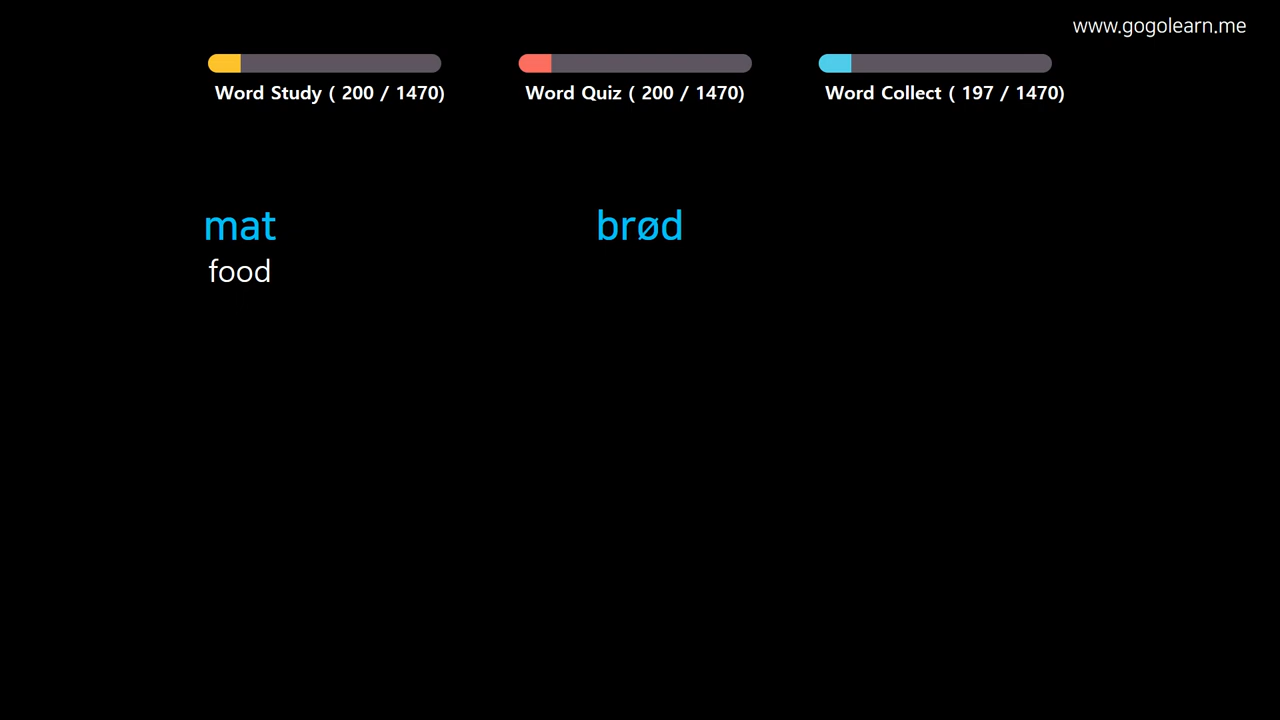 www.gogolearn.me
Word Study ( 200 / 1470)
Word Quiz ( 200 / 1470)
Word Collect ( 197 / 1470)
mat
food
brød